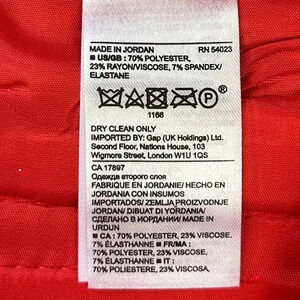 MADE IN JORDAN RN 54023
■ US/GB : 70% POLYESTER,
23% RAYON/VISCOSE, 7% SPANDEX/
ELASTANE
P
1166
DRY CLEAN ONLY
IMPORTED BY: Gap (UK Holdings) Ltd.
Second Floor, Nations House, 103
Wigmore Street, London W1U 1QS
CA 17897
Одежда второго слоя
FABRIQUE EN JORDANIE/ HECHO EN
JORDANIA CON INSUMOS
IMPORTADOS/ ZEMLJA PROIZVODNJE
JORDAN/ DIBUAT DI YORDANIA/
СДЕЛАНО В ИОРДАНИИ/ MADE IN
URDUN
■ CA : 70% POLYESTER, 23% VISCOSE,
7% ÉLASTHANNE ■ FR/MA :
70% POLYESTER, 23% VISCOSE,
7% ÉLASTHANNE
70% POLIESTERE, 23% VISCOSA,